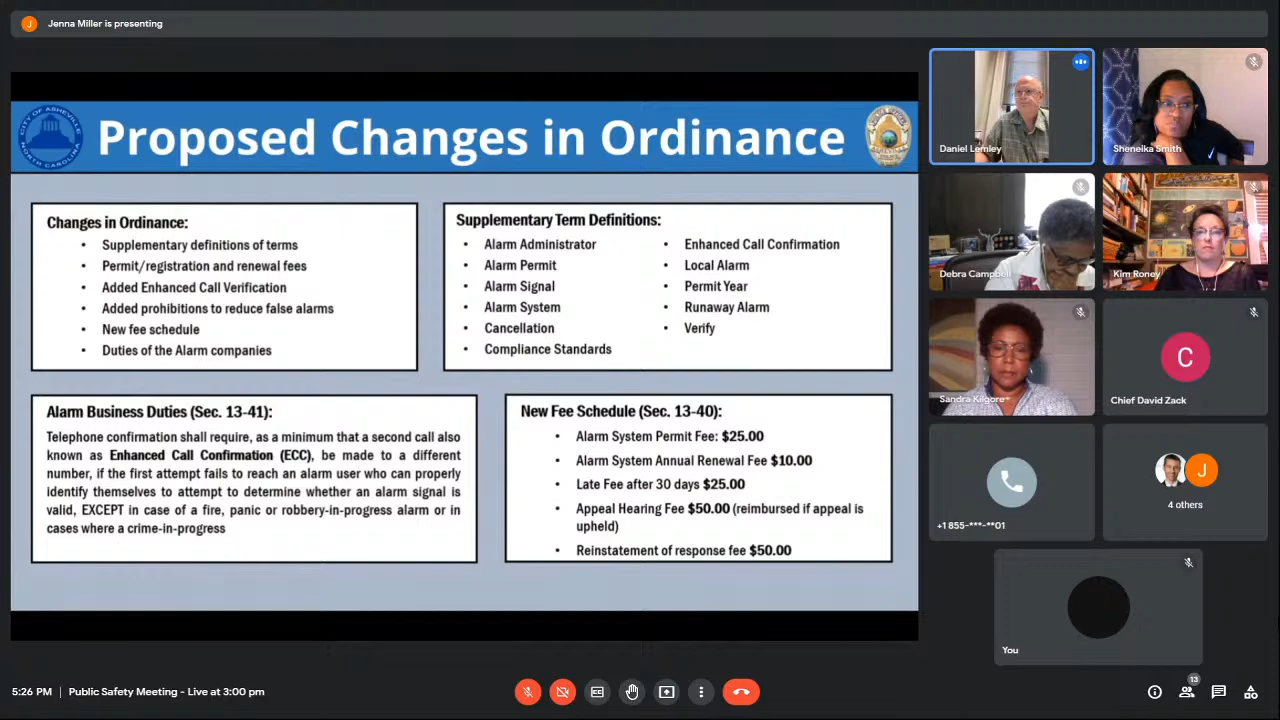 J
Jenna Miller is presenting
CITY OF ASHEVILLE
NORTH CAROLINA
Proposed Changes in Ordinance
Changes in Ordinance:
• Supplementary definitions of terms
• Permit/registration and renewal fees
• Added Enhanced Call Verification
• Added prohibitions to reduce false alarms
• New fee schedule
• Duties of the Alarm companies
Supplementary Term Definitions:
• Alarm Administrator
• Alarm Permit
• Alarm Signal
• Alarm System
• Cancellation
• Compliance Standards
• Enhanced Call Confirmation
• Local Alarm
• Permit Year
• Runaway Alarm
• Verify
Alarm Business Duties (Sec. 13-41):
Telephone confirmation shall require, as a minimum that a second call also
known as Enhanced Call Confirmation (ECC), be made to a different
number, if the first attempt fails to reach an alarm user who can properly
identify themselves to attempt to determine whether an alarm signal is
valid, EXCEPT in case of a fire, panic or robbery-in-progress alarm or in
cases where a crime-in-progress
New Fee Schedule (Sec. 13-40):
• Alarm System Permit Fee: $25.00
• Alarm System Annual Renewal Fee $10.00
• Late Fee after 30 days $25.00
• Appeal Hearing Fee $50.00 (reimbursed if appeal is
upheld)
• Reinstatement of response fee $50.00
Daniel Lemley
Sheneika Smith
Debra Campbell
Kim Roney
Sandra Kilgore
C
Chief David Zack
+1 855-***-**01
J
4 others
You
5:26 PM | Public Safety Meeting - Live at 3:00 pm
CC
13